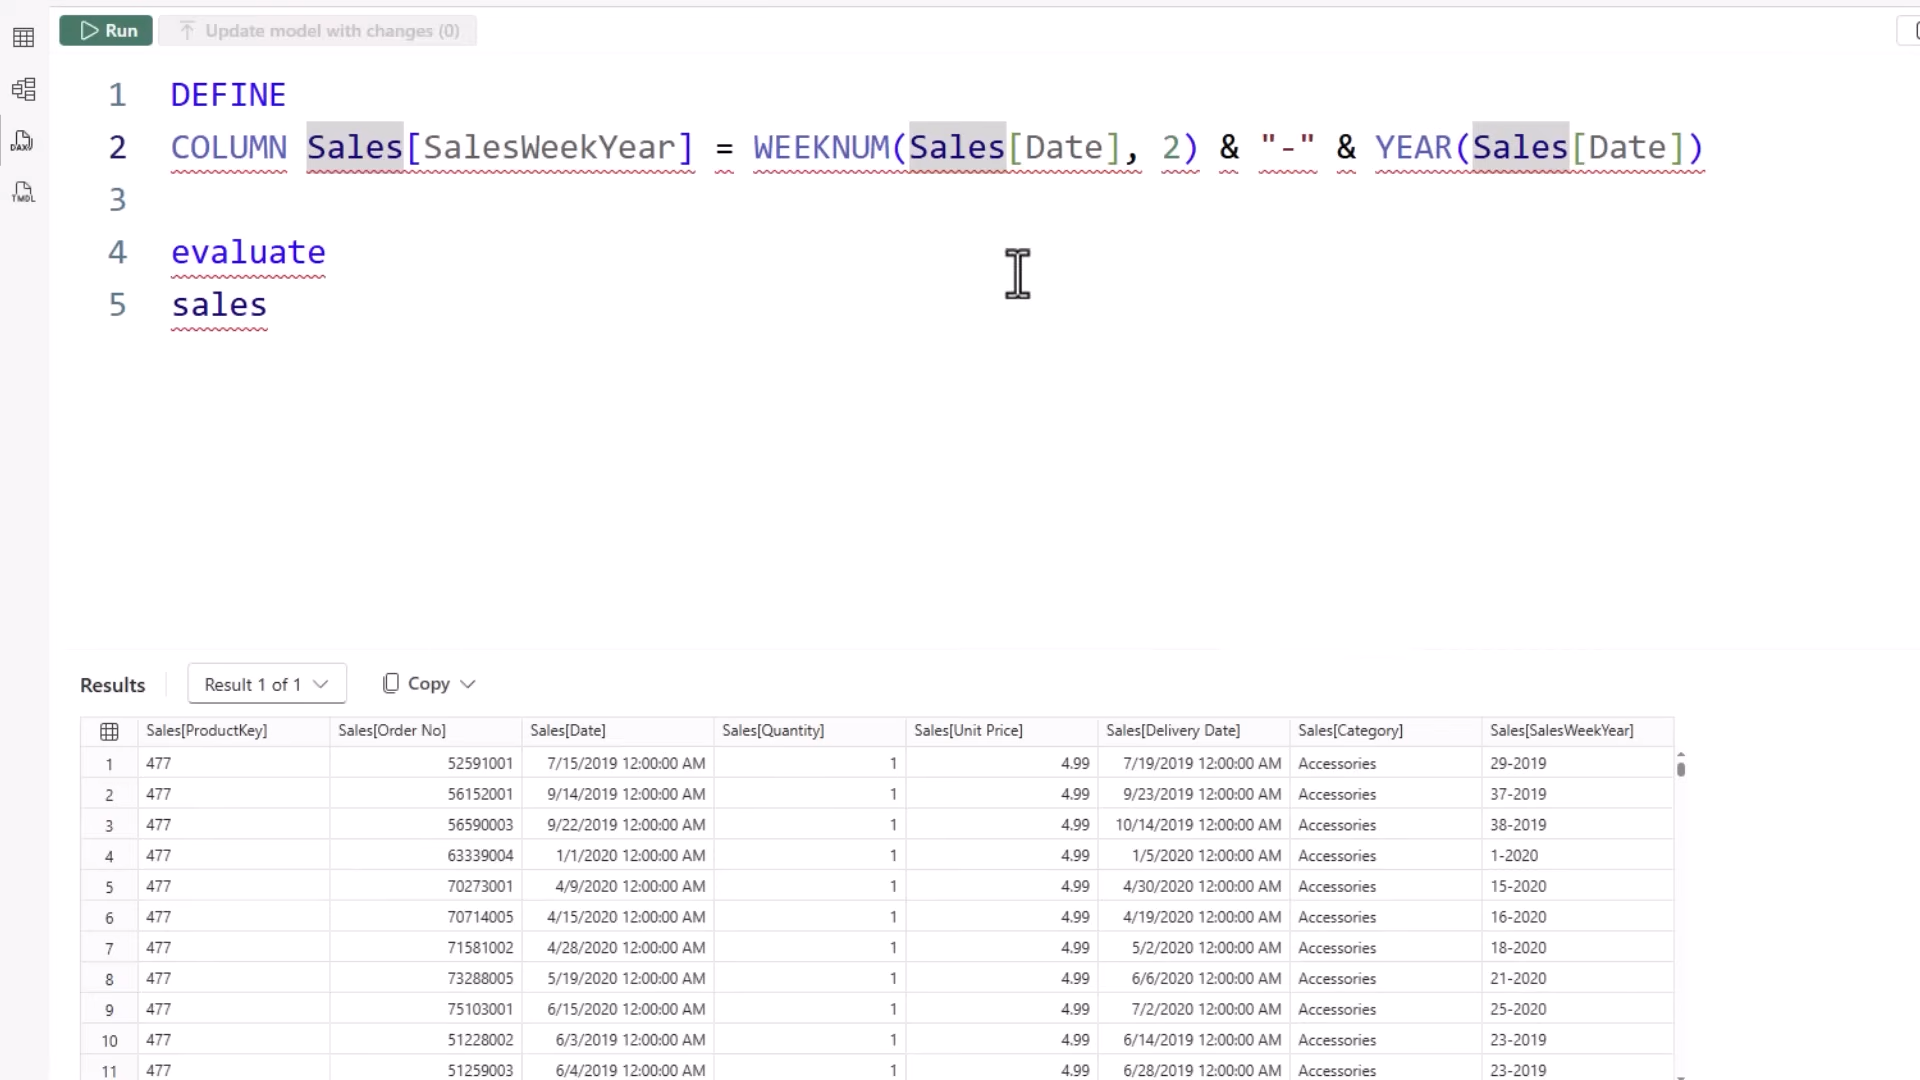 Run Update model with changes (0)
1 DEFINE
2 COLUMN Sales[SalesWeekYear] = WEEKNUM(Sales[Date], 2) & "-" & YEAR(Sales[Date])
3
4 evaluate
5 sales
DAX
TMDL
Results Result 1 of 1 Copy
Sales[ProductKey] Sales[Order No] Sales[Date] Sales[Quantity] Sales[Unit Price] Sales[Delivery Date] Sales[Category] Sales[SalesWeekYear]
1 477 52591001 7/15/2019 12:00:00 AM 1 4.99 7/19/2019 12:00:00 AM Accessories 29-2019
2 477 56152001 9/14/2019 12:00:00 AM 1 4.99 9/23/2019 12:00:00 AM Accessories 37-2019
3 477 56590003 9/22/2019 12:00:00 AM 1 4.99 10/14/2019 12:00:00 AM Accessories 38-2019
4 477 63339004 1/1/2020 12:00:00 AM 1 4.99 1/5/2020 12:00:00 AM Accessories 1-2020
5 477 70273001 4/9/2020 12:00:00 AM 1 4.99 4/30/2020 12:00:00 AM Accessories 15-2020
6 477 70714005 4/15/2020 12:00:00 AM 1 4.99 4/19/2020 12:00:00 AM Accessories 16-2020
7 477 71581002 4/28/2020 12:00:00 AM 1 4.99 5/2/2020 12:00:00 AM Accessories 18-2020
8 477 73288005 5/19/2020 12:00:00 AM 1 4.99 6/6/2020 12:00:00 AM Accessories 21-2020
9 477 75103001 6/15/2020 12:00:00 AM 1 4.99 7/2/2020 12:00:00 AM Accessories 25-2020
10 477 51228002 6/3/2019 12:00:00 AM 1 4.99 6/14/2019 12:00:00 AM Accessories 23-2019
11 477 51259003 6/4/2019 12:00:00 AM 1 4.99 6/28/2019 12:00:00 AM Accessories 23-2019